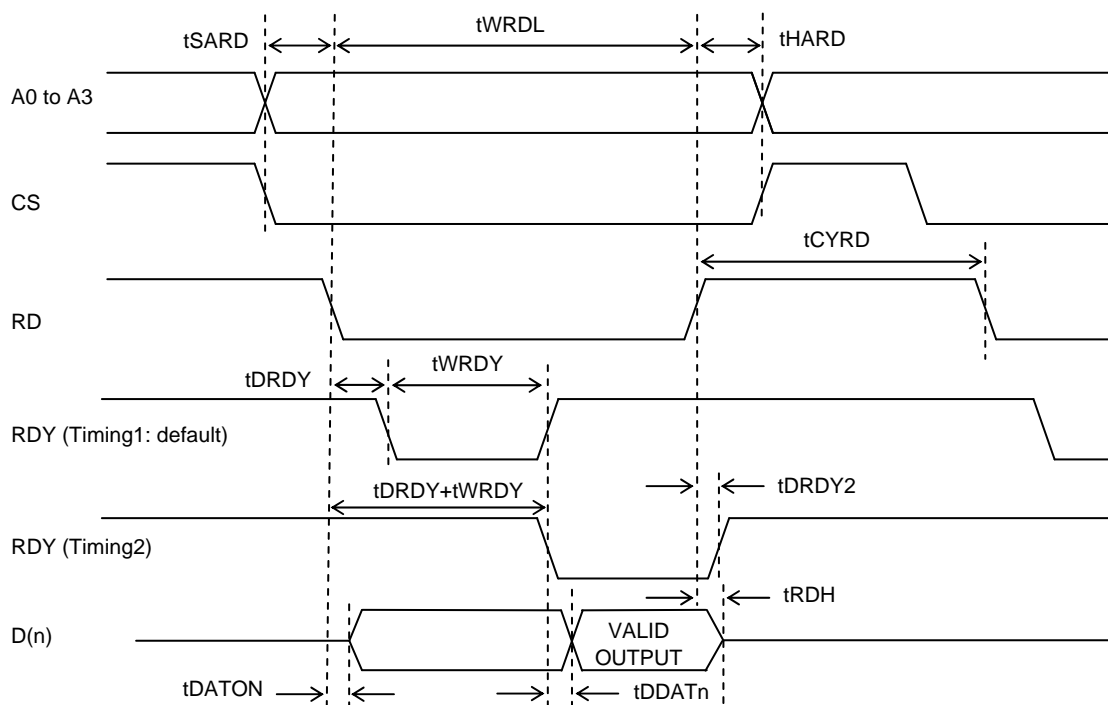 tSARD
tWRDL
tHARD
A0 to A3
CS
tCYRD
RD
tDRDY
tWRDY
RDY (Timing1: default)
tDRDY+tWRDY
tDRDY2
RDY (Timing2)
tRDH
D(n)
VALID
OUTPUT
tDATON
tDDATn